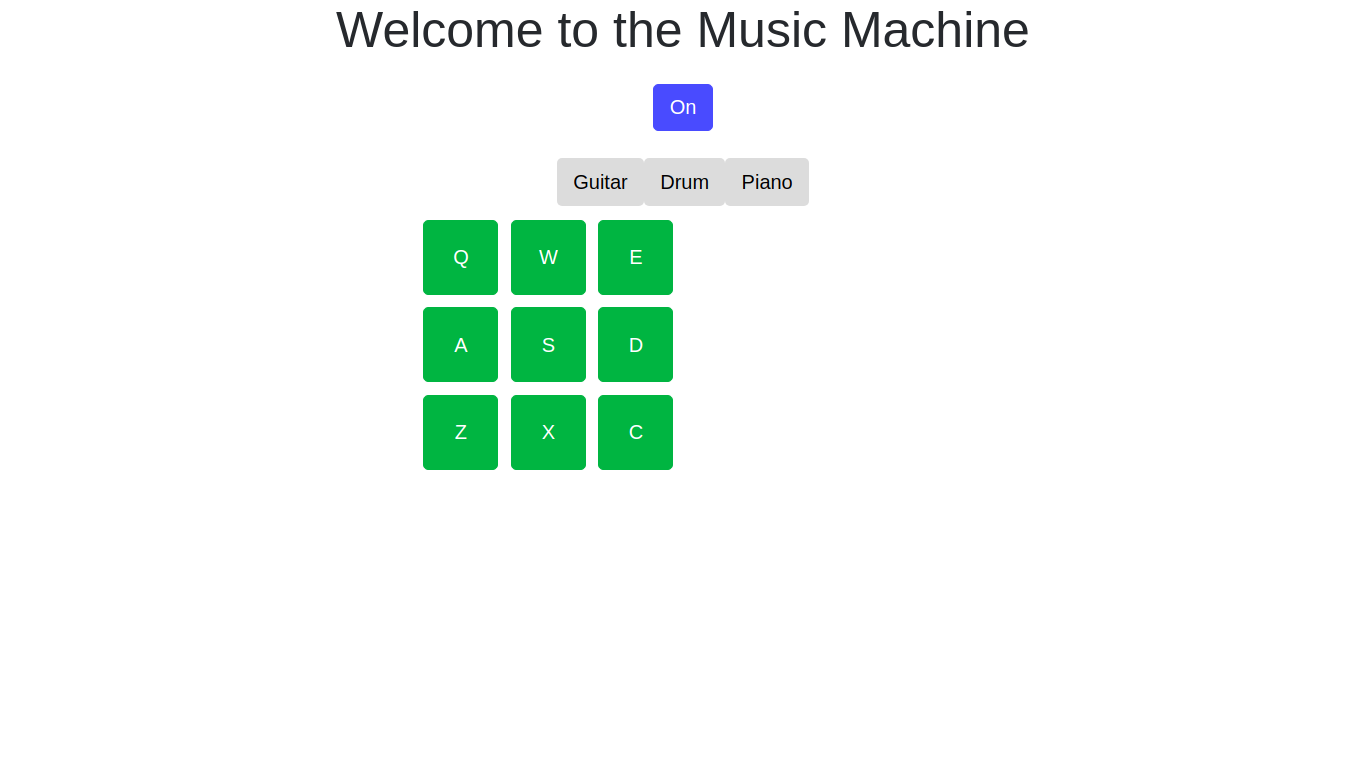 Welcome to the Music Machine
On
Guitar Drum Piano
Q W E
A S D
Z X C